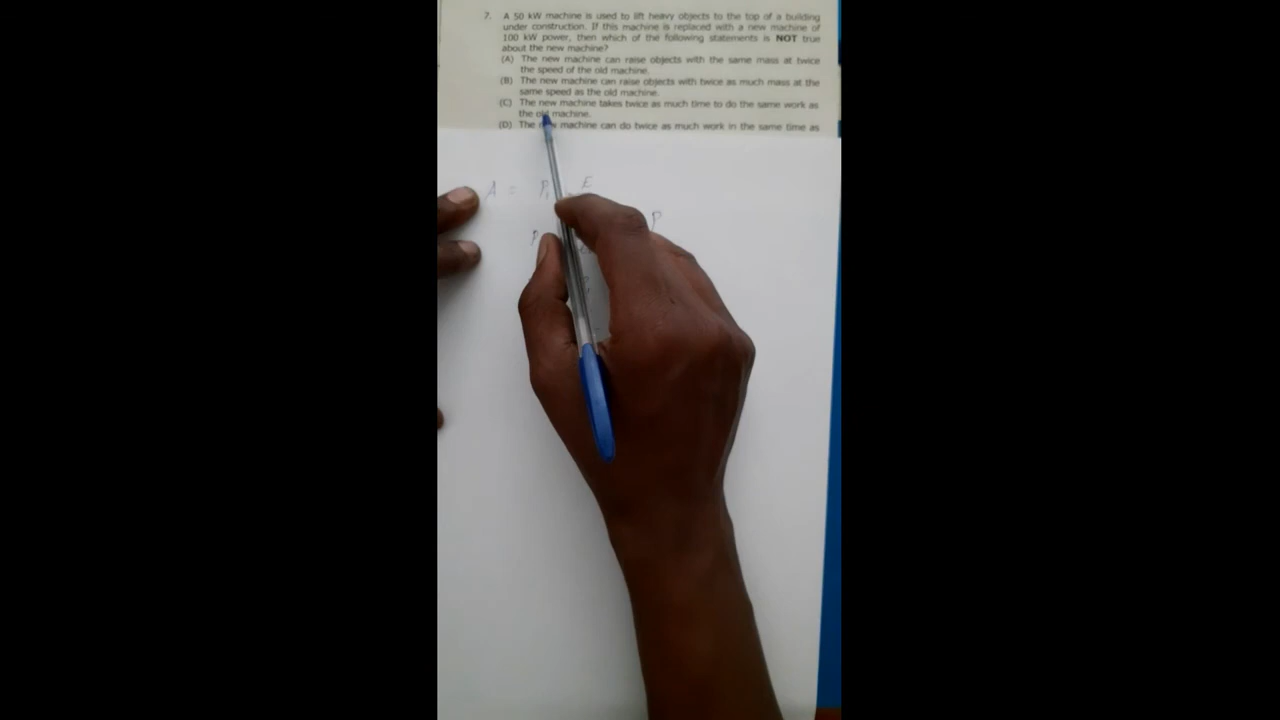 7. A 50 kW machine is used to lift heavy objects to the top of a building
under construction. If this machine is replaced with a new machine of
100 kW power, then which of the following statements is NOT true
about the new machine?
(A) The new machine can raise objects with the same mass at twice
the speed of the old machine.
(B) The new machine can raise objects with twice as much mass at the
same speed as the old machine.
(C) The new machine takes twice as much time to do the same work as
the old machine.
(D) The machine can do twice as much work in the same time as
A = P₁ E
P
P